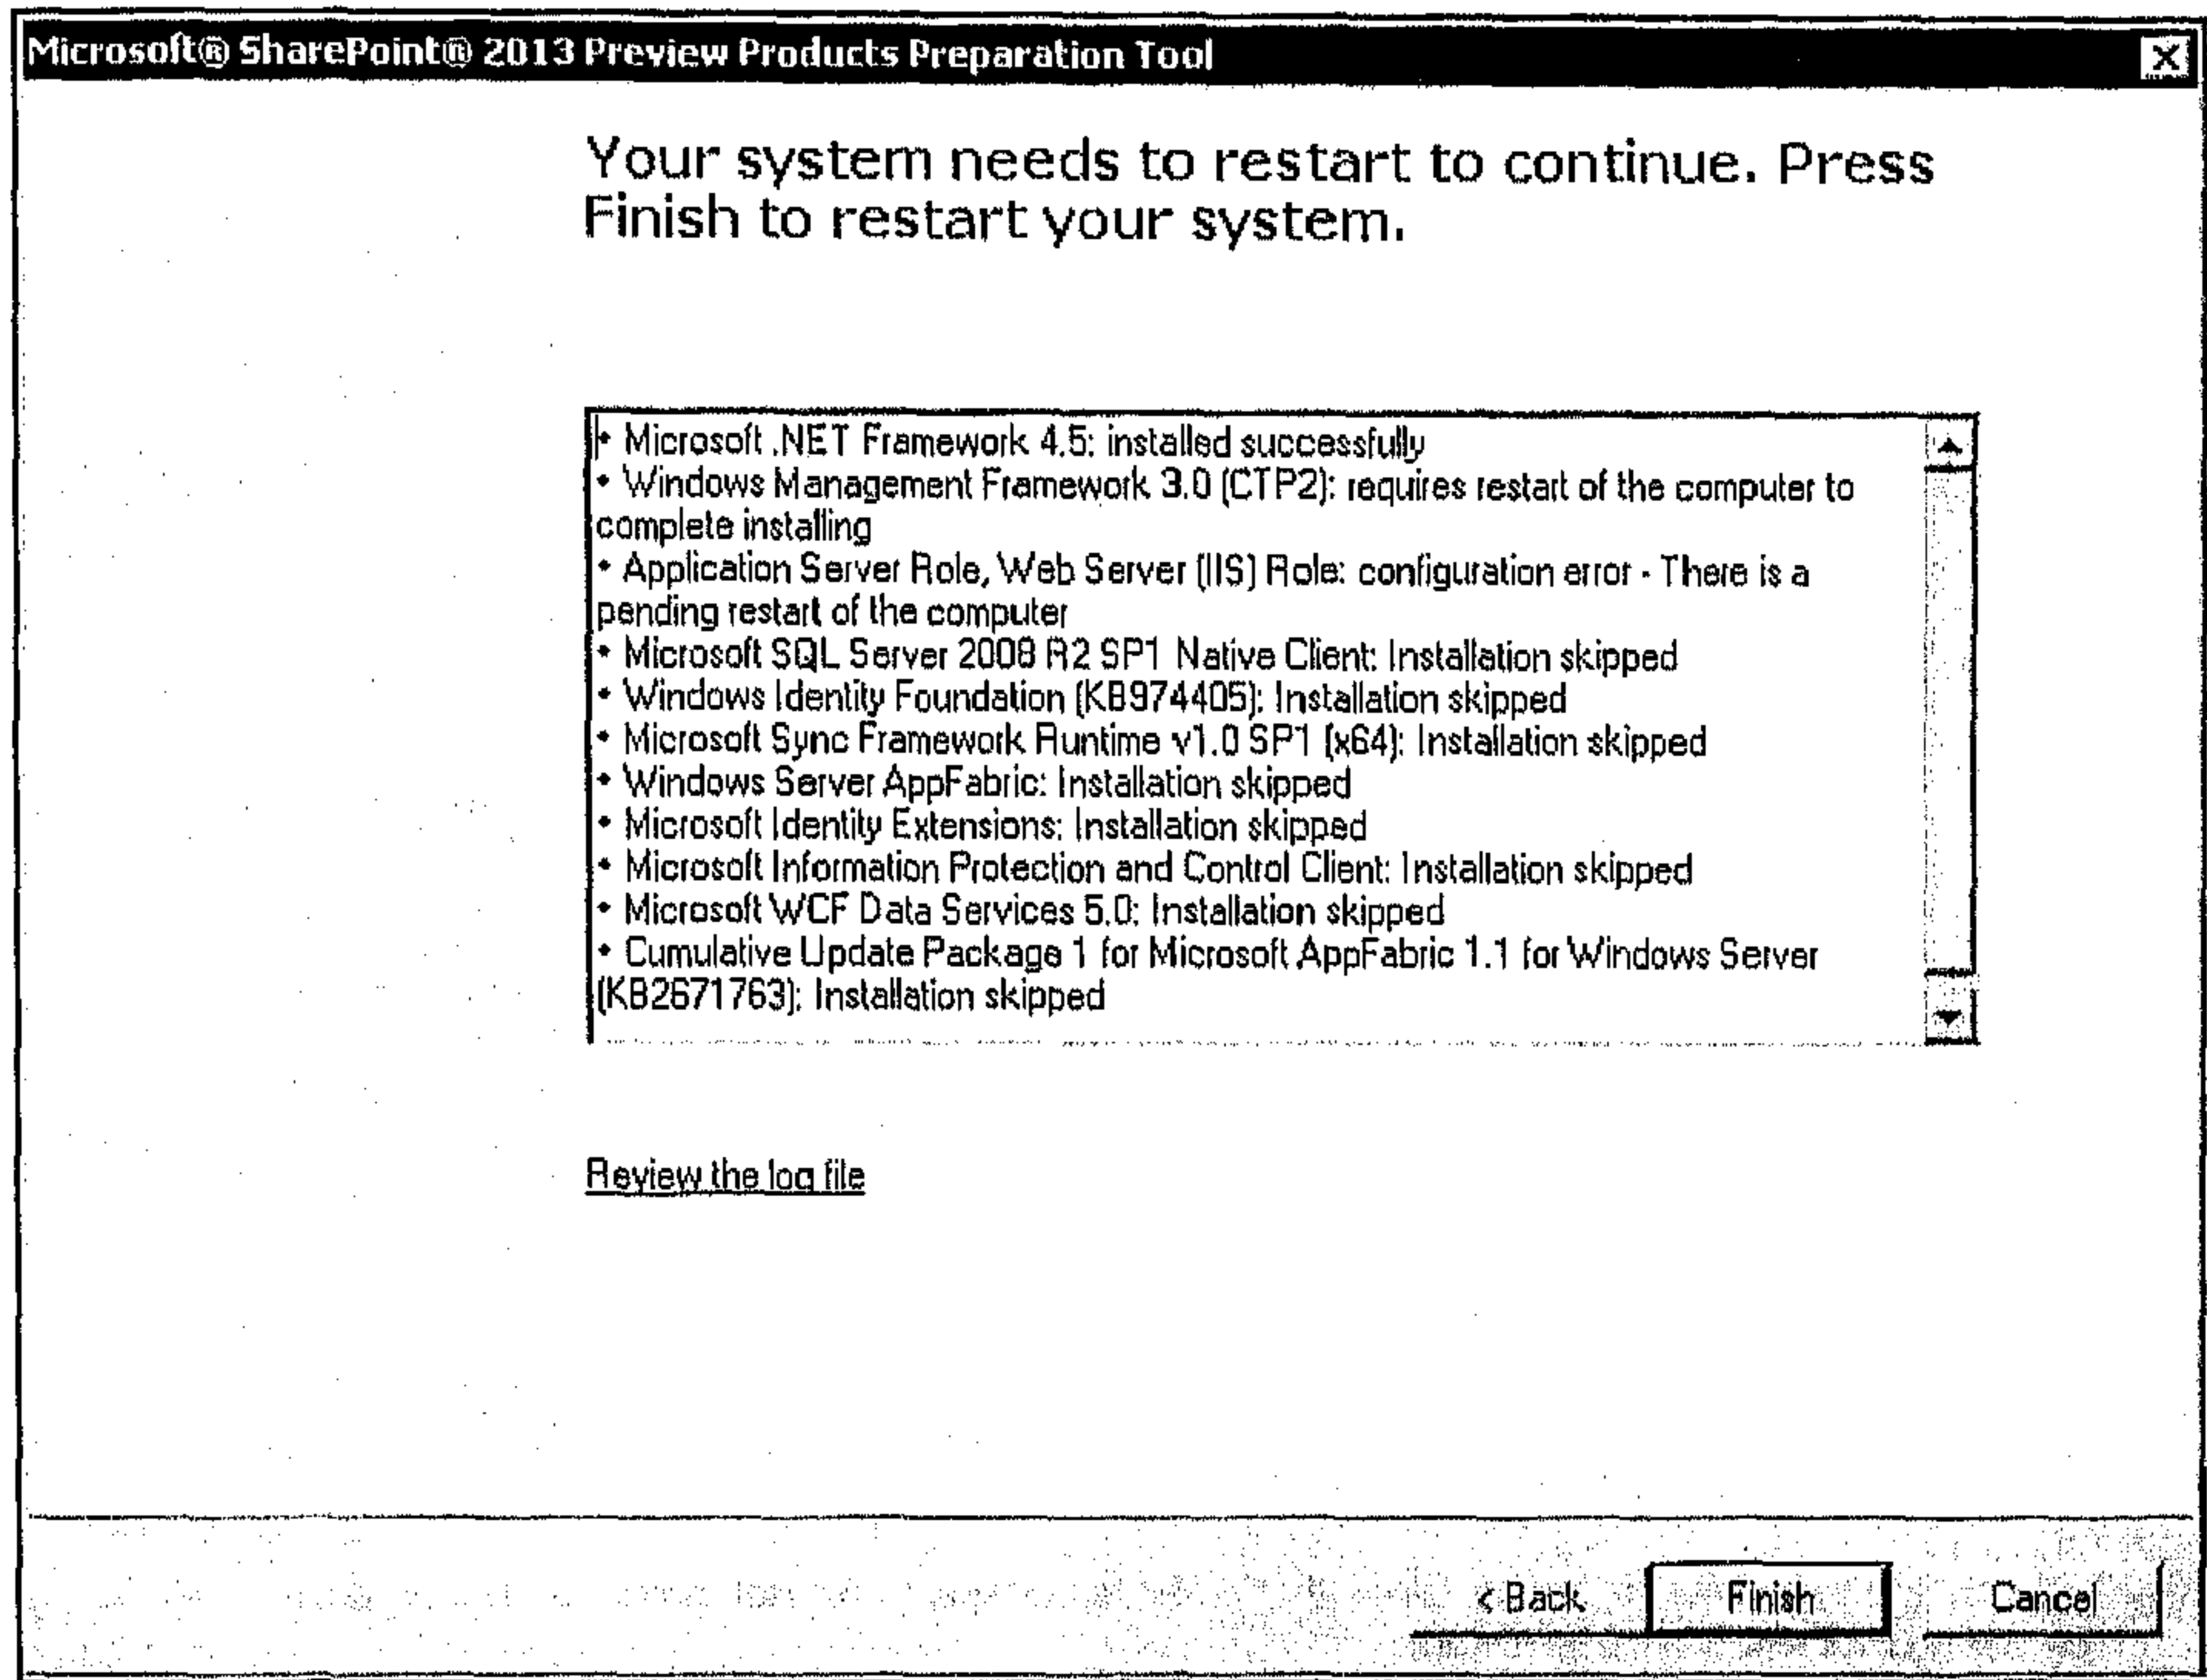 Microsoft® SharePoint® 2013 Preview Products Preparation Tool
Your system needs to restart to continue. Press
Finish to restart your system.
• Microsoft .NET Framework 4.5: installed successfully
• Windows Management Framework 3.0 (CTP2): requires restart of the computer to
complete installing
• Application Server Role, Web Server (IIS) Role: configuration error - There is a
pending restart of the computer
• Microsoft SQL Server 2008 R2 SP1 Native Client: Installation skipped
• Windows Identity Foundation (KB974405): Installation skipped
• Microsoft Sync Framework Runtime v1.0 SP1 (x64): Installation skipped
• Windows Server AppFabric: Installation skipped
• Microsoft Identity Extensions: Installation skipped
• Microsoft Information Protection and Control Client: Installation skipped
• Microsoft WCF Data Services 5.0: Installation skipped
• Cumulative Update Package 1 for Microsoft AppFabric 1.1 for Windows Server
(KB2671763): Installation skipped
Review the log file
< Back Finish Cancel